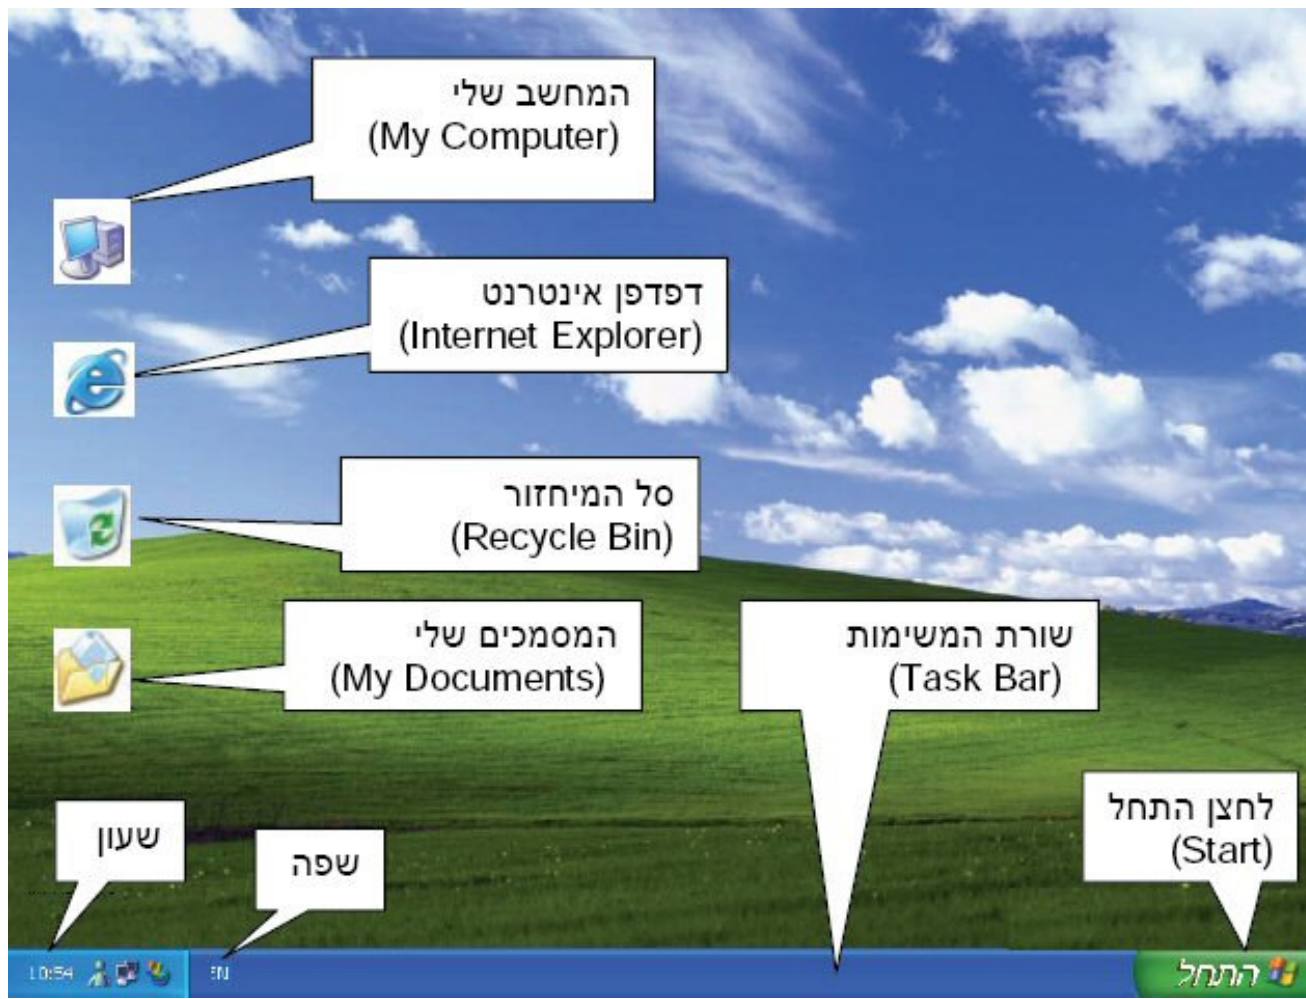 המחשב שלי
(My Computer)
דפדפן אינטרנט
(Internet Explorer)
סל המיחזור
(Recycle Bin)
המסמכים שלי
(My Documents)
שורת המשימות
(Task Bar)
לחצן התחל
(Start)
שעון
שפה
התחל
EN
10:54